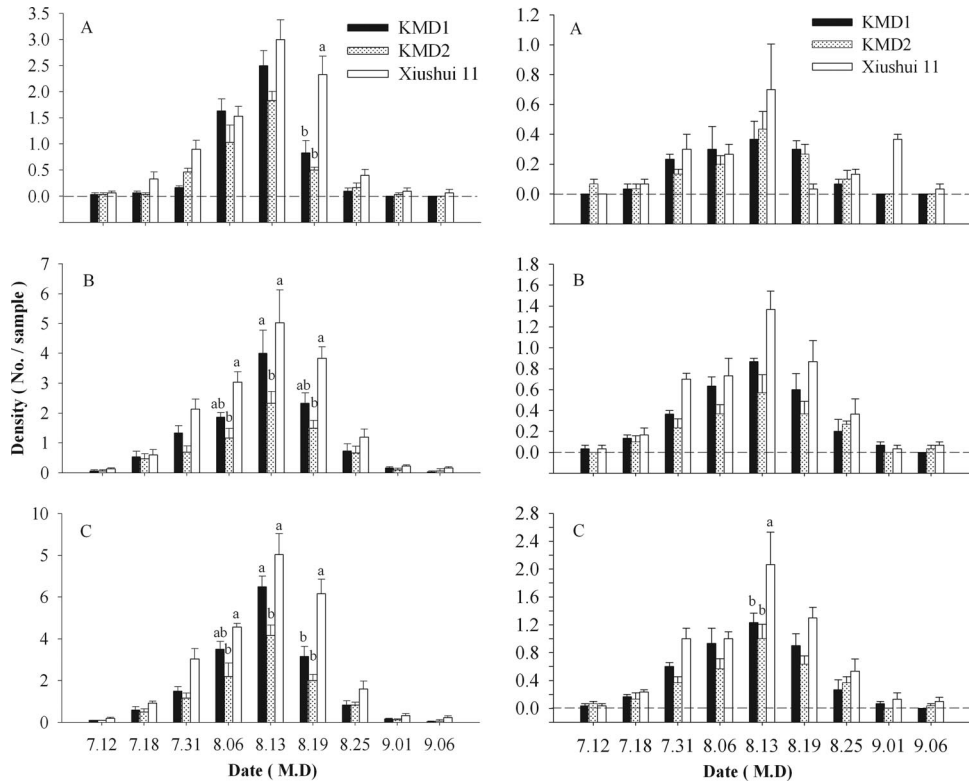 A
KMD1
KMD2
Xiushui 11
3.5
3.0
2.5
2.0
1.5
1.0
0.5
0.0
b
b
a
A
KMD1
KMD2
Xiushui 11
1.2
1.0
0.8
0.6
0.4
0.2
0.0
Density ( No. / sample)
B
7
6
5
4
3
2
1
0
ab
b
a
a
b
a
ab
b
a
B
1.8
1.6
1.4
1.2
1.0
0.8
0.6
0.4
0.2
0.0
C
10
5
6
4
2
0
ab
b
a
a
b
a
b
b
a
7.12 7.18 7.31 8.06 8.13 8.19 8.25 9.01 9.06
Date ( M.D)
C
2.8
2.4
2.0
1.6
1.2
0.8
0.4
0.0
b
b
a
7.12 7.18 7.31 8.06 8.13 8.19 8.25 9.01 9.06
Date ( M.D)